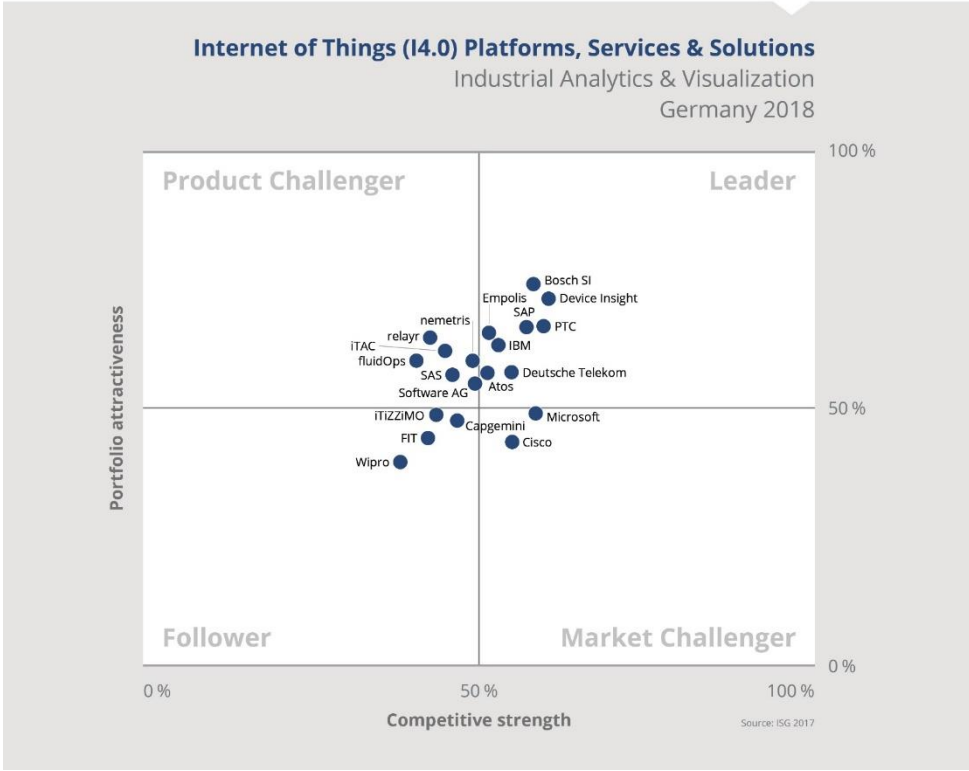 Internet of Things (I4.0) Platforms, Services & Solutions
Industrial Analytics & Visualization
Germany 2018
100 %
Product Challenger
Leader
Bosch SI
Empolis
Device Insight
SAP
nemetris
PTC
relayr
iTAC
IBM
fluidOps
SAS
Deutsche Telekom
Software AG
Atos
50 %
iTiZZiMO
Microsoft
Capgemini
FIT
Cisco
Wipro
Portfolio attractiveness
Follower
Market Challenger
0 %
0 %
50 %
100 %
Competitive strength
Source: ISG 2017